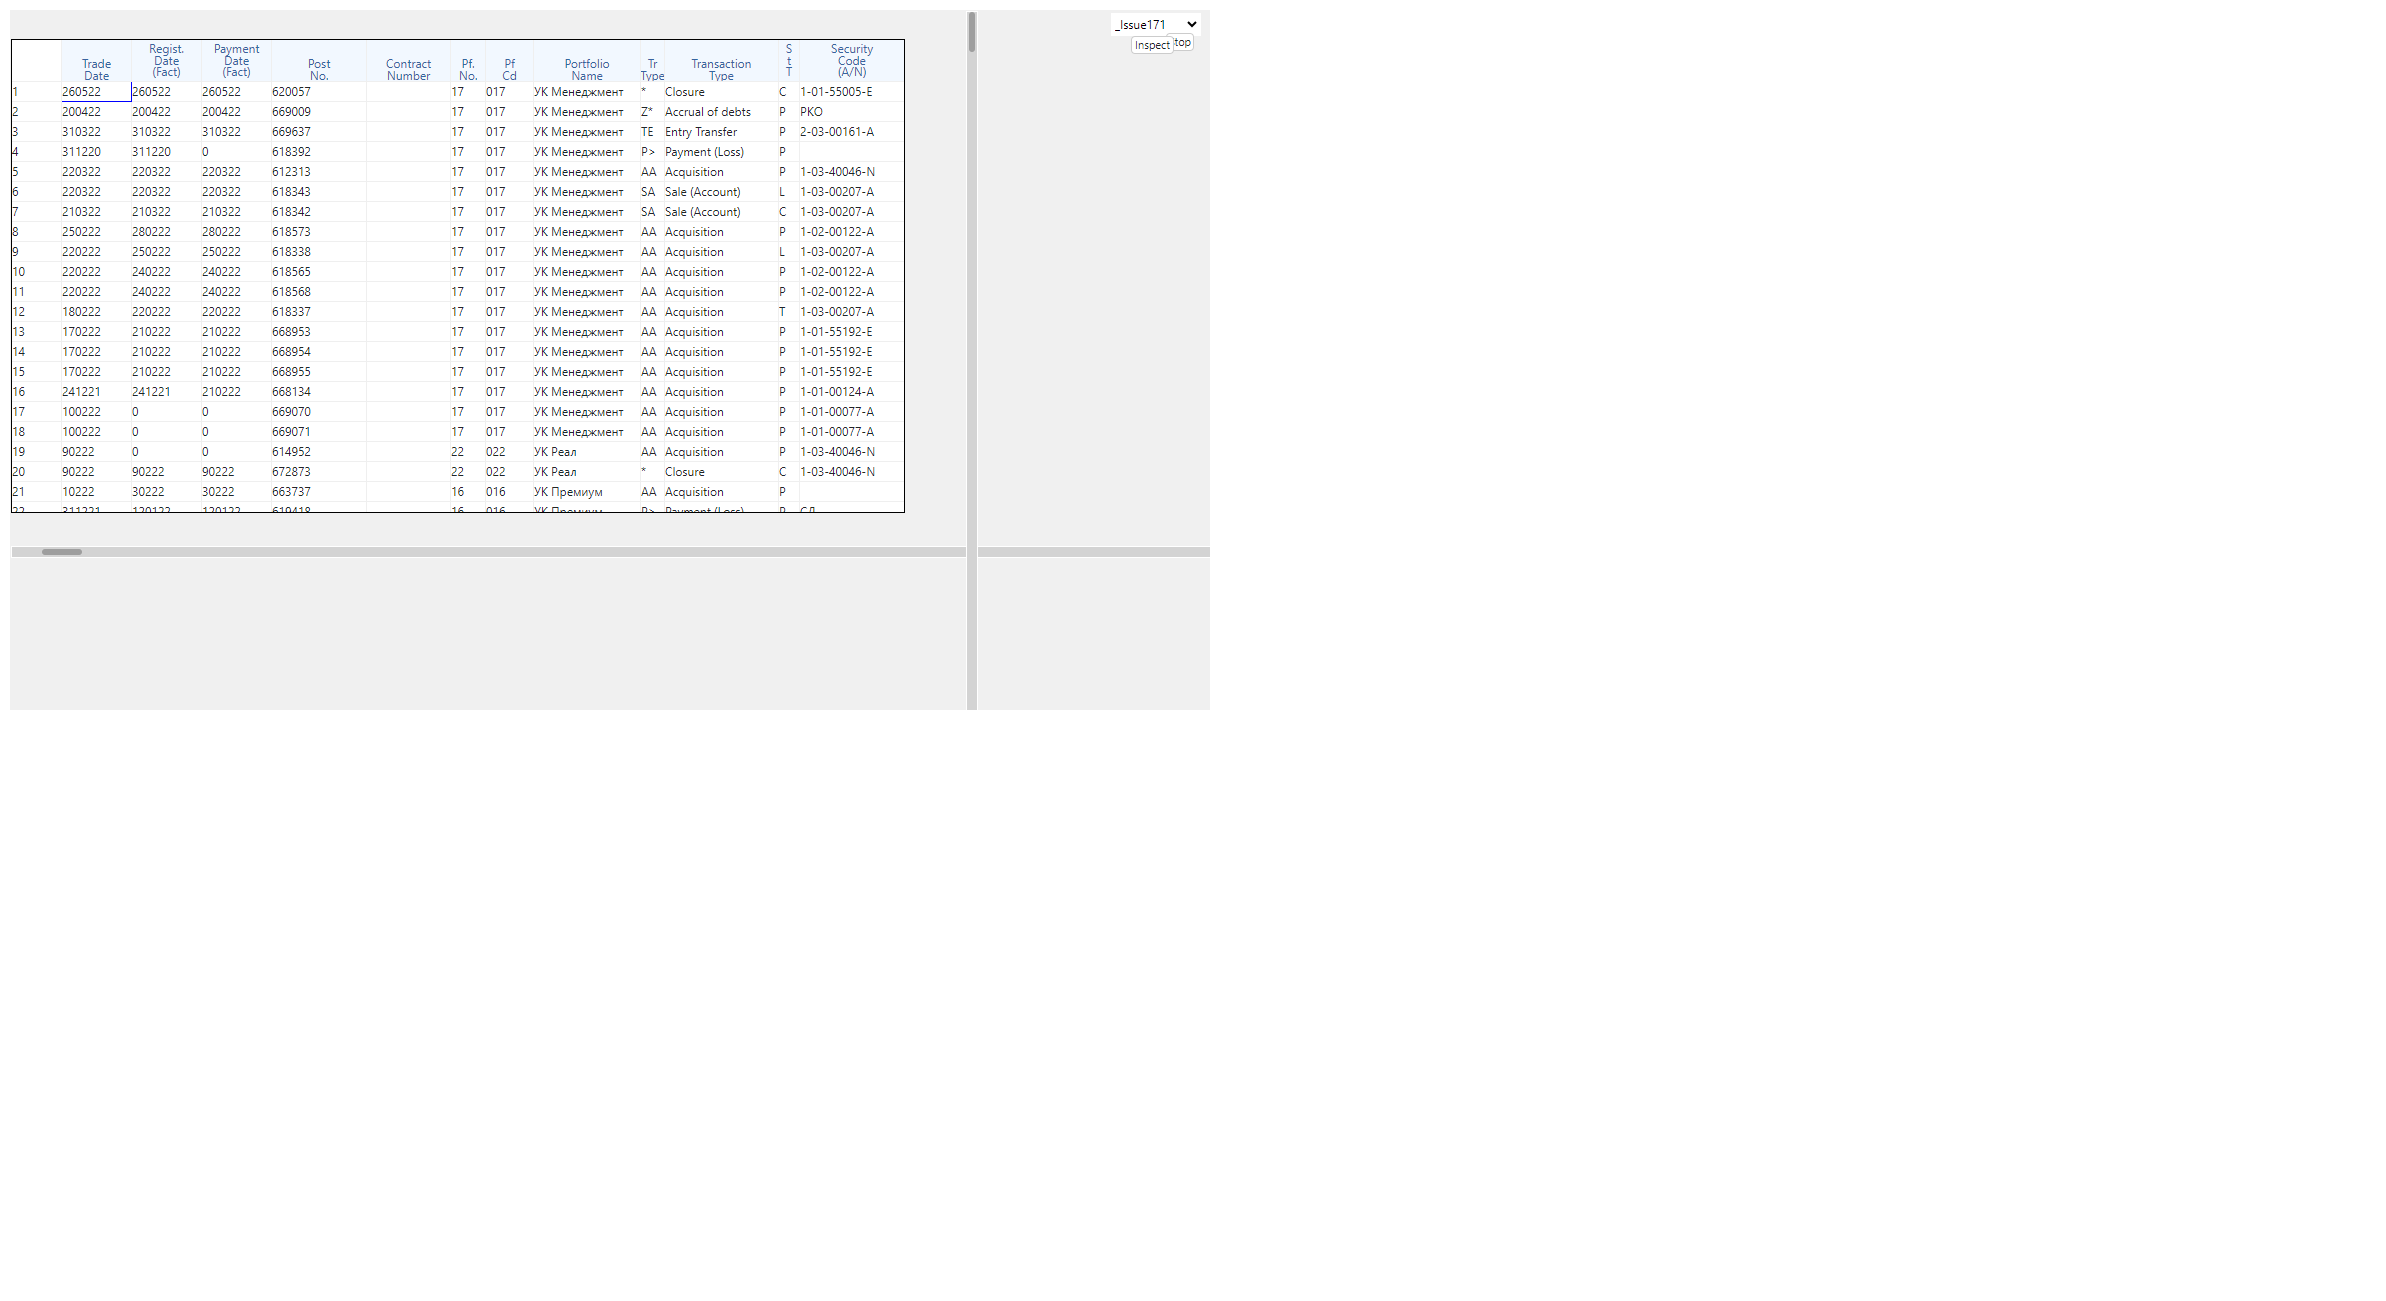 _Issue171
Inspect top
Trade Date Regist. Date (Fact) Payment Date (Fact) Post No. Contract Number Pf. No. Pf Cd Portfolio Name Tr Type Transaction Type S t T Security Code (A/N)
1 260522 260522 260522 620057 17 017 УК Менеджмент * Closure C 1-01-55005-E
2 200422 200422 200422 669009 17 017 УК Менеджмент Z* Accrual of debts P РКО
3 310322 310322 310322 669637 17 017 УК Менеджмент TE Entry Transfer P 2-03-00161-A
4 311220 311220 0 618392 17 017 УК Менеджмент P> Payment (Loss) P
5 220322 220322 220322 612313 17 017 УК Менеджмент AA Acquisition P 1-03-40046-N
6 220322 220322 220322 618343 17 017 УК Менеджмент SA Sale (Account) L 1-03-00207-A
7 210322 210322 210322 618342 17 017 УК Менеджмент SA Sale (Account) C 1-03-00207-A
8 250222 280222 280222 618573 17 017 УК Менеджмент AA Acquisition P 1-02-00122-A
9 220222 250222 250222 618338 17 017 УК Менеджмент AA Acquisition L 1-03-00207-A
10 220222 240222 240222 618565 17 017 УК Менеджмент AA Acquisition P 1-02-00122-A
11 220222 240222 240222 618568 17 017 УК Менеджмент AA Acquisition P 1-02-00122-A
12 180222 220222 220222 618337 17 017 УК Менеджмент AA Acquisition T 1-03-00207-A
13 170222 210222 210222 668953 17 017 УК Менеджмент AA Acquisition P 1-01-55192-E
14 170222 210222 210222 668954 17 017 УК Менеджмент AA Acquisition P 1-01-55192-E
15 170222 210222 210222 668955 17 017 УК Менеджмент AA Acquisition P 1-01-55192-E
16 241221 241221 210222 668134 17 017 УК Менеджмент AA Acquisition P 1-01-00124-A
17 100222 0 0 669070 17 017 УК Менеджмент AA Acquisition P 1-01-00077-A
18 100222 0 0 669071 17 017 УК Менеджмент AA Acquisition P 1-01-00077-A
19 90222 0 0 614952 22 022 УК Реал AA Acquisition P 1-03-40046-N
20 90222 90222 90222 672873 22 022 УК Реал * Closure C 1-03-40046-N
21 10222 30222 30222 663737 16 016 УК Премиум AA Acquisition P
22 311221 120122 120122 619418 16 016 УК Премиум P> Payment (Loss) P